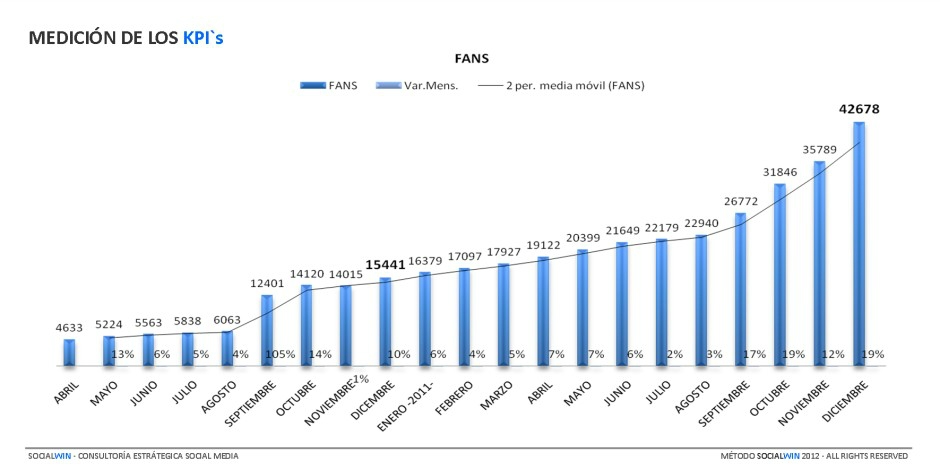 MEDICIÓN DE LOS KPI`s
FANS
FANS Var.Mens. 2 per. media móvil (FANS)
4633 5224 5563 5838 6063 12401 14120 14015 15441 16379 17097 17927 19122 20399 21649 22179 22940 26772 31846 35789 42678
13% 6% 5% 4% 105% 14% -1% 10% 6% 4% 5% 7% 7% 6% 2% 3% 17% 19% 12% 19%
ABRIL MAYO JUNIO JULIO AGOSTO SEPTIEMBRE OCTUBRE NOVIEMBRE DICIEMBRE ENERO -2011- FEBRERO MARZO ABRIL MAYO JUNIO JULIO AGOSTO SEPTIEMBRE OCTUBRE NOVIEMBRE DICIEMBRE
SOCIALWIN - CONSULTORÍA ESTRÁTEGICA SOCIAL MEDIA MÉTODO SOCIALWIN 2012 - ALL RIGHTS RESERVED